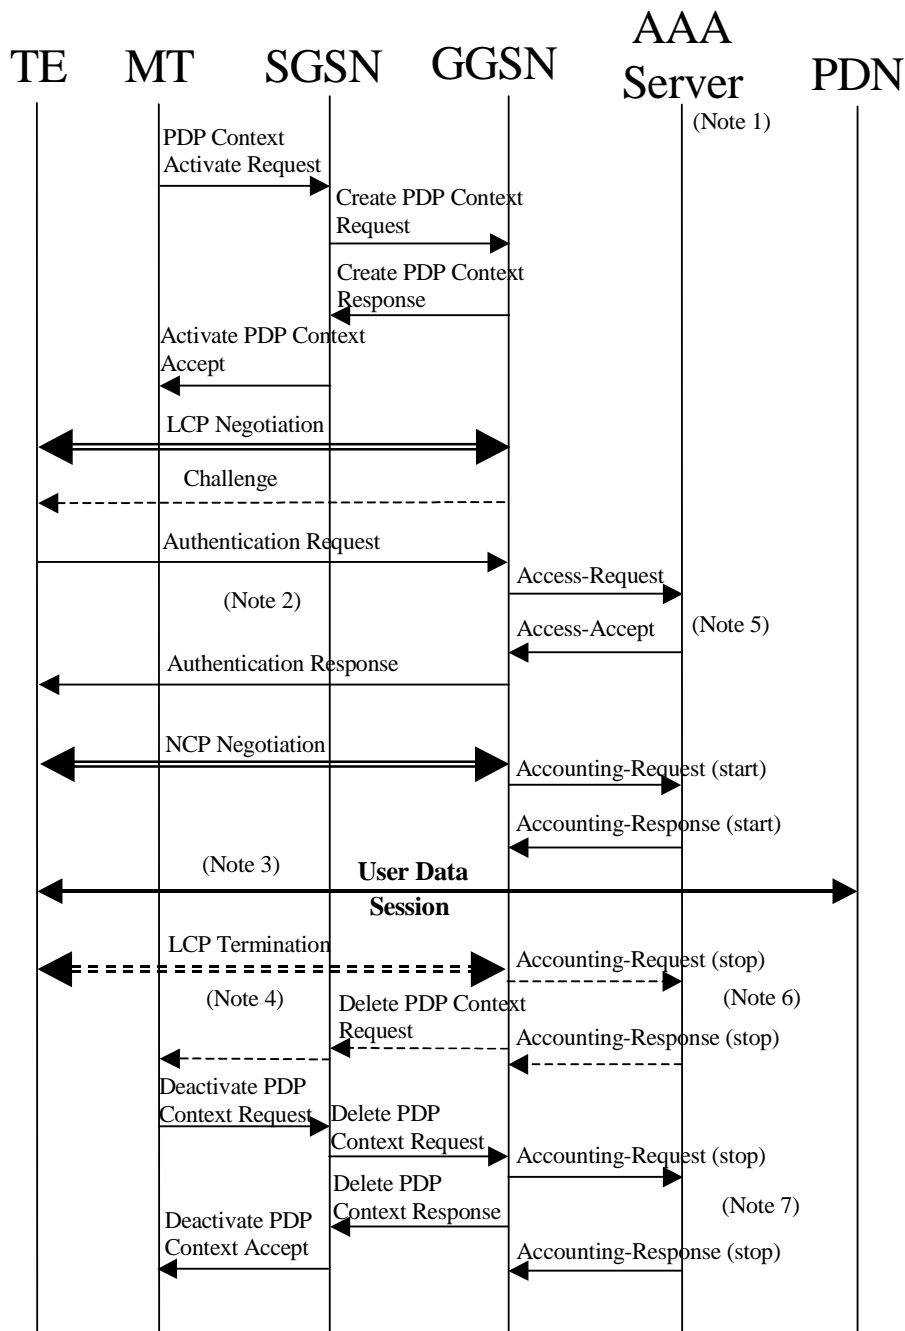 TE
MT
SGSN
GGSN
AAA
Server
PDN
(Note 1)
PDP Context
Activate Request
Create PDP Context
Request
Create PDP Context
Response
Activate PDP Context
Accept
LCP Negotiation
Challenge
Authentication Request
Access-Request
(Note 2)
Access-Accept
(Note 5)
Authentication Response
NCP Negotiation
Accounting-Request (start)
Accounting-Response (start)
(Note 3)
User Data
Session
LCP Termination
Accounting-Request (stop)
(Note 4)
(Note 6)
Delete PDP Context
Request
Accounting-Response (stop)
Deactivate PDP
Context Request
Delete PDP
Context Request
Accounting-Request (stop)
Delete PDP
Context Response
(Note 7)
Deactivate PDP
Context Accept
Accounting-Response (stop)